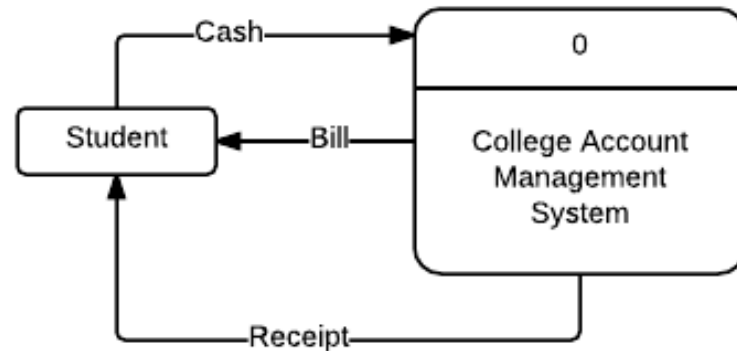 Cash
0
Student
Bill
College Account
Management
System
Receipt